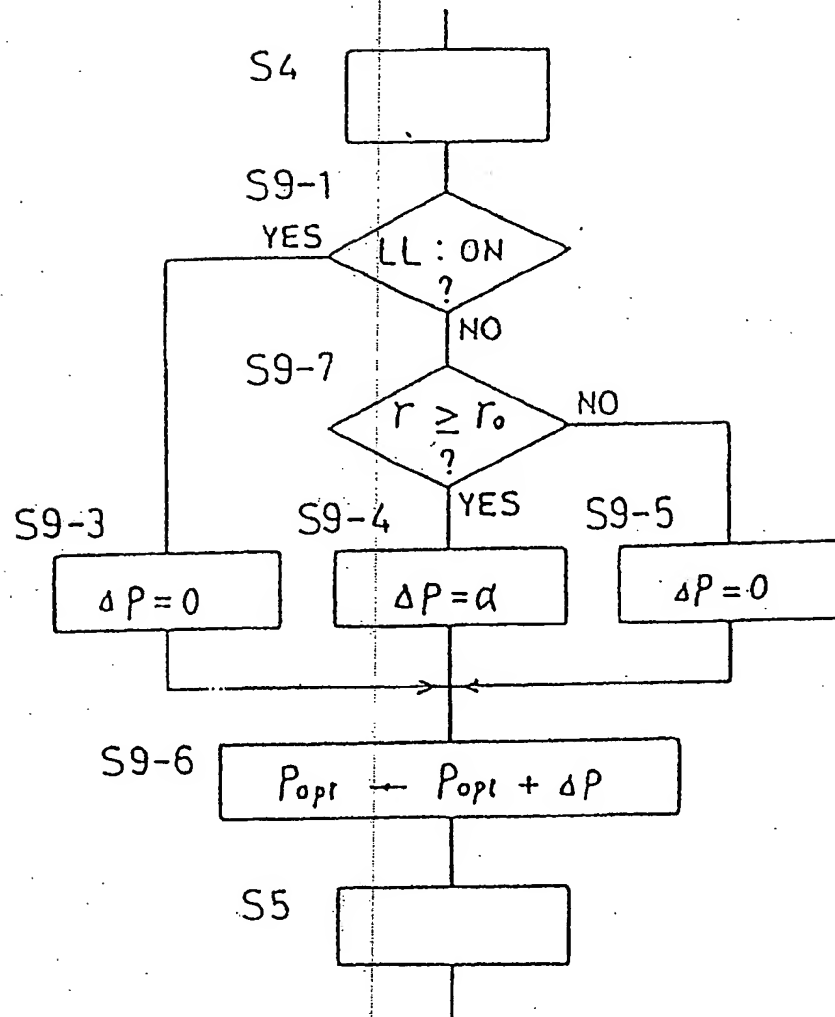 S4
S9-1
YES
LL : ON
?
NO
S9-7
r ≥ r₀
?
NO
YES
S9-3
S9-4
S9-5
ΔP = 0
ΔP = α
ΔP = 0
S9-6
Popt ← Popt + ΔP
S5